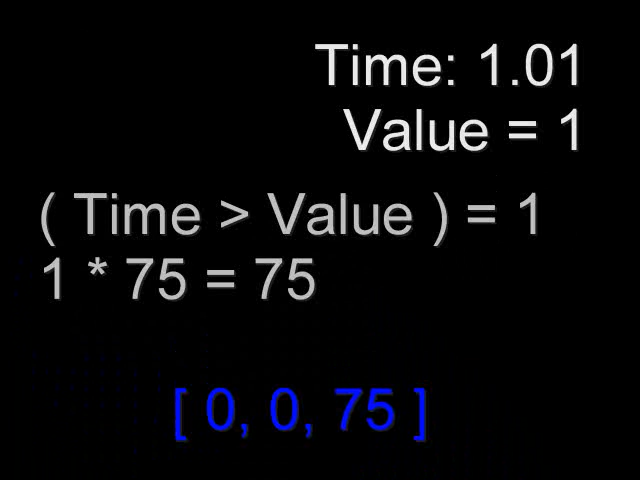 Time: 1.01
Value = 1
( Time > Value ) = 1
1 * 75 = 75
[ 0, 0, 75 ]